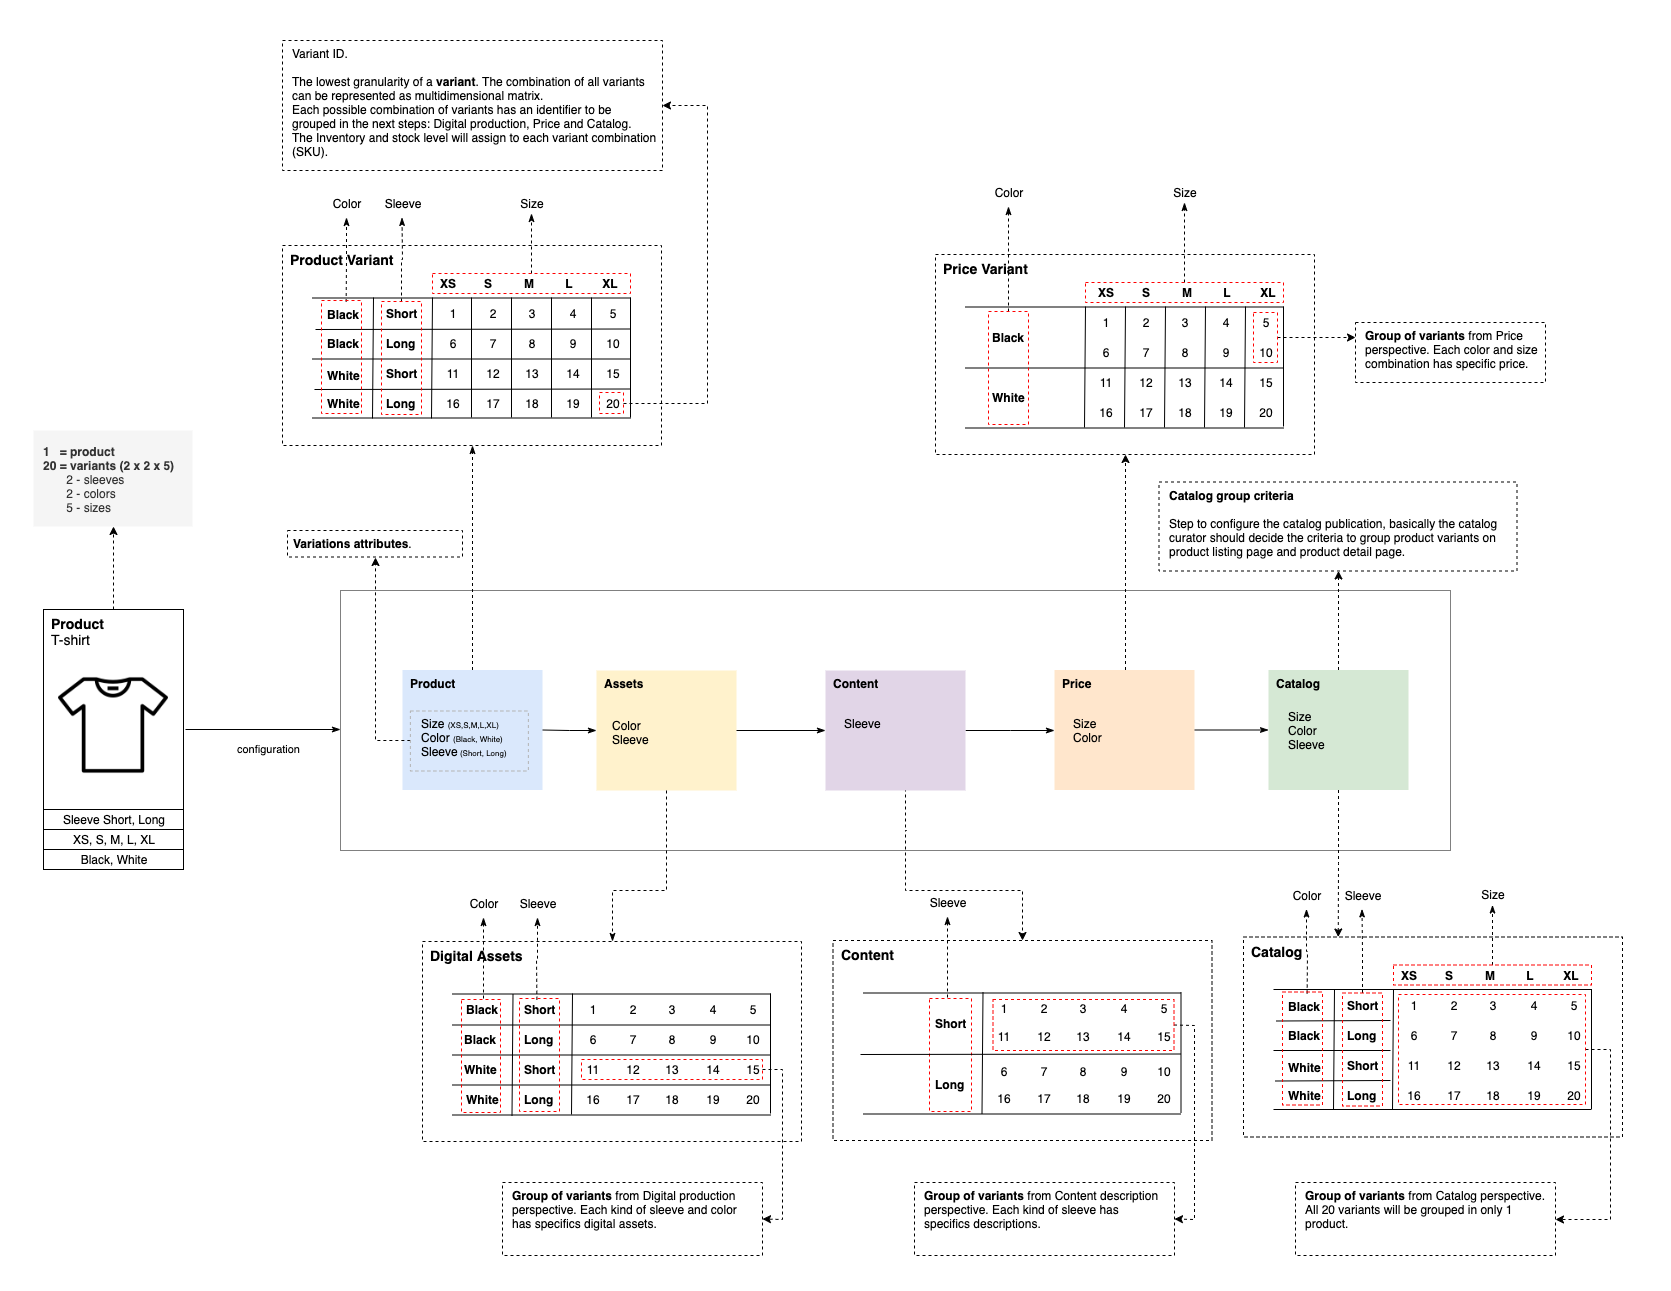 Variant ID.
The lowest granularity of a variant. The combination of all variants
can be represented as multidimensional matrix.
Each possible combination of variants has an identifier to be
grouped in the next steps: Digital production, Price and Catalog.
The Inventory and stock level will assign to each variant combination
(SKU).
Color Sleeve Size
Product Variant
XS S M L XL
Black Short 1 2 3 4 5
Black Long 6 7 8 9 10
White Short 11 12 13 14 15
White Long 16 17 18 19 20
Color Size
Price Variant
XS S M L XL
Black
1 2 3 4 5
6 7 8 9 10
White
11 12 13 14 15
16 17 18 19 20
Group of variants from Price
perspective. Each color and size
combination has specific price.
1 = product
20 = variants (2 x 2 x 5)
2 - sleeves
2 - colors
5 - sizes
Variations attributes.
Catalog group criteria
Step to configure the catalog publication, basically the catalog
curator should decide the criteria to group product variants on
product listing page and product detail page.
Product
T-shirt
Sleeve Short, Long
XS, S, M, L, XL
Black, White
configuration
Product
Size (XS,S,M,L,XL)
Color (Black, White)
Sleeve (Short, Long)
Assets
Color
Sleeve
Content
Sleeve
Price
Size
Color
Catalog
Size
Color
Sleeve
Color Sleeve
Digital Assets
Black Short 1 2 3 4 5
Black Long 6 7 8 9 10
White Short 11 12 13 14 15
White Long 16 17 18 19 20
Group of variants from Digital production
perspective. Each kind of sleeve and color
has specifics digital assets.
Sleeve
Content
Short
1 2 3 4 5
11 12 13 14 15
Long
6 7 8 9 10
16 17 18 19 20
Group of variants from Content description
perspective. Each kind of sleeve has
specifics descriptions.
Color Sleeve Size
Catalog
XS S M L XL
Black Short 1 2 3 4 5
Black Long 6 7 8 9 10
White Short 11 12 13 14 15
White Long 16 17 18 19 20
Group of variants from Catalog perspective.
All 20 variants will be grouped in only 1
product.